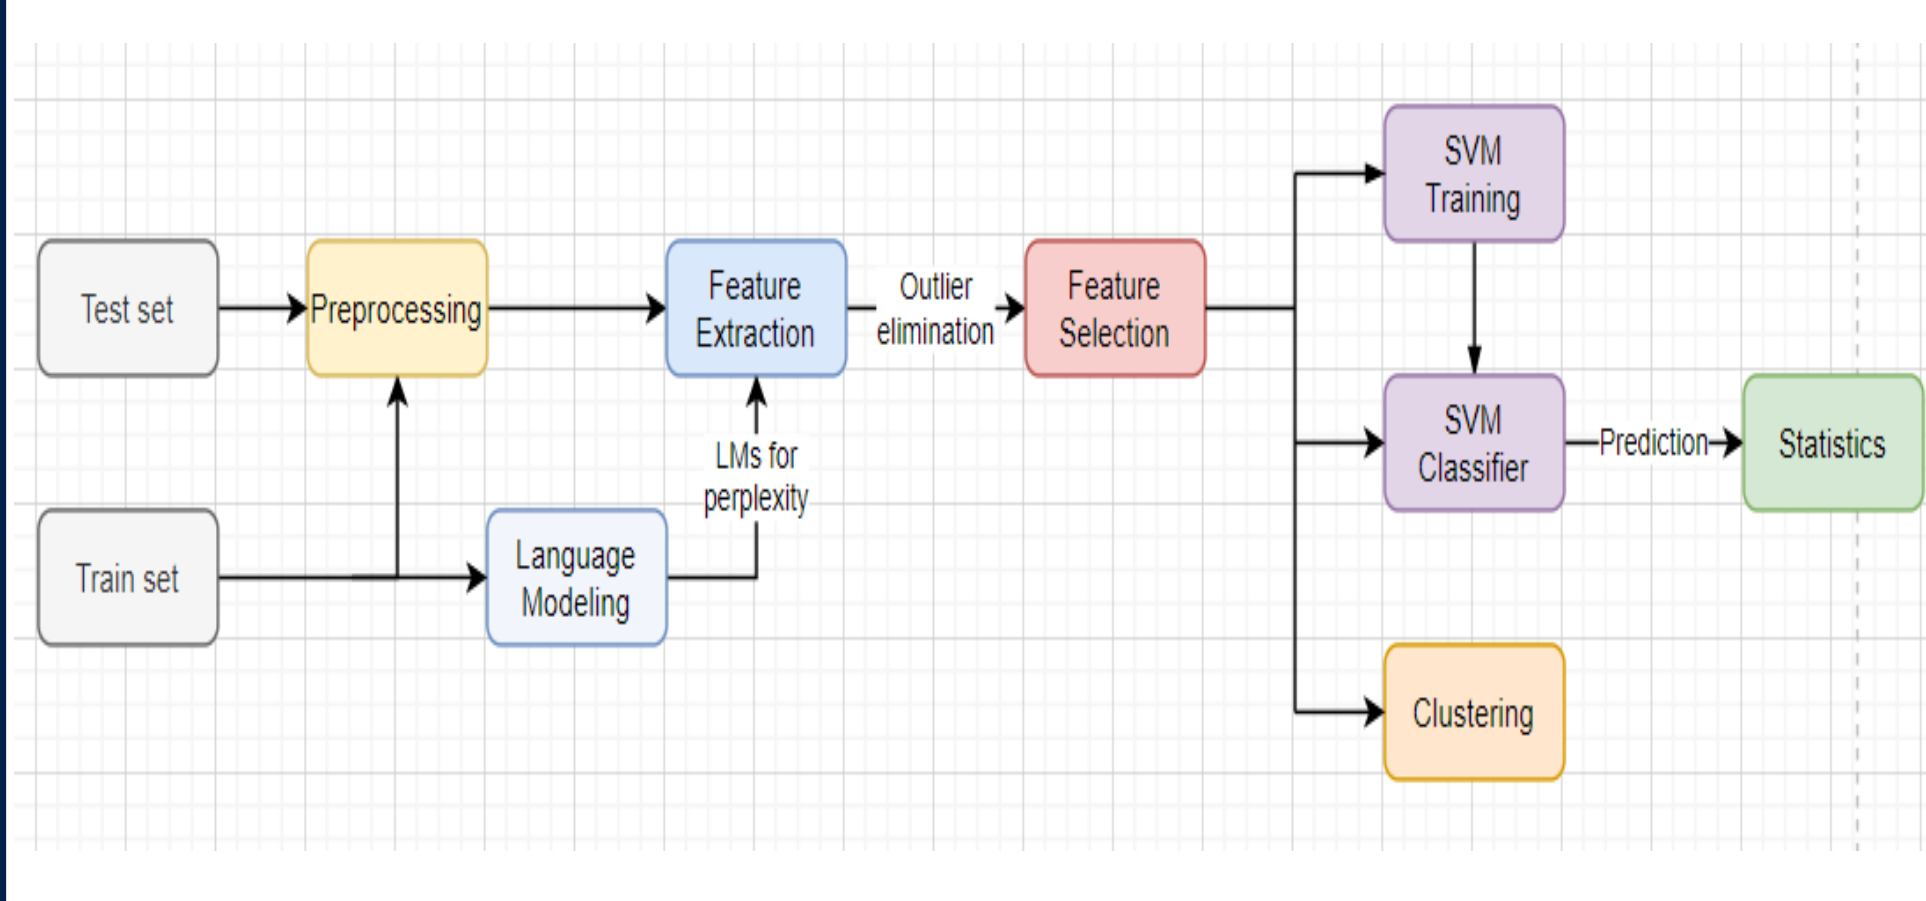 SVM
Training
Test set
Preprocessing
Feature
Extraction
Outlier
elimination
Feature
Selection
LMs for
perplexity
SVM
Classifier
Prediction
Statistics
Train set
Language
Modeling
Clustering